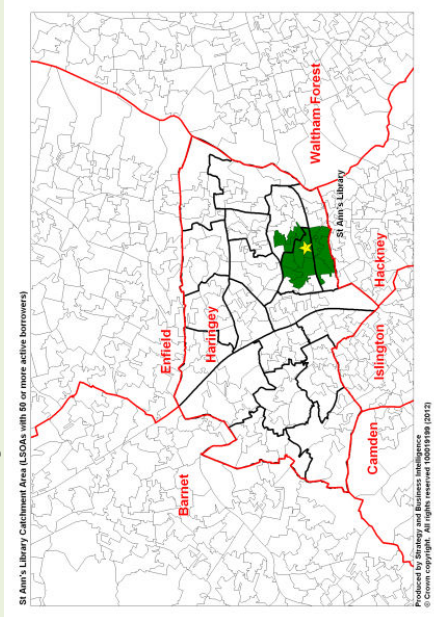 St Ann's Library Catchment Area (LSOAs with 50 or more active borrowers)
Enfield
Barnet
Haringey
Waltham Forest
St Ann's Library
Hackney
Islington
Camden
Produced by Strategy and Business Intelligence
© Crown copyright. All rights reserved 100019199 (2012)